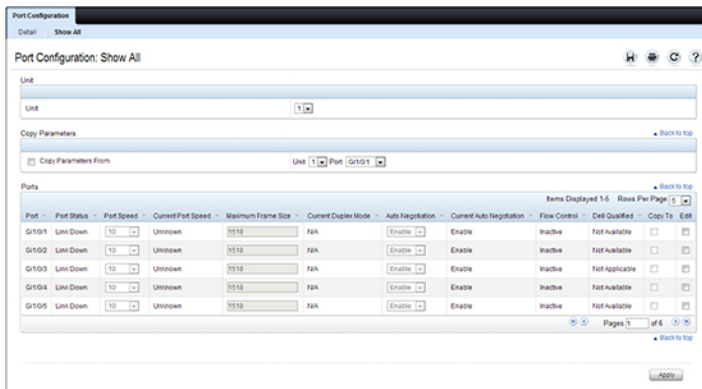 Port Configuration
Detail Show All
Port Configuration: Show All
Unit
Unit 1
Copy Parameters Back to top
Copy Parameters From Unit 1 Port Gi1/0/1
Ports Back to top
Items Displayed 1-5 Rows Per Page 5
Port Port Status Port Speed Current Port Speed Maximum Frame Size Current Duplex Mode Auto Negotiation Current Auto Negotiation Flow Control Dell Qualified Copy To Edit
Gi1/0/1 Link Down 10 Unknown 1518 N/A Enable Enable Inactive Not Available
Gi1/0/2 Link Down 10 Unknown 1518 N/A Enable Enable Inactive Not Available
Gi1/0/3 Link Down 10 Unknown 1518 N/A Enable Enable Inactive Not Applicable
Gi1/0/4 Link Down 10 Unknown 1518 N/A Enable Enable Inactive Not Available
Gi1/0/5 Link Down 10 Unknown 1518 N/A Enable Enable Inactive Not Available
Pages 1 of 6
Back to top
Apply